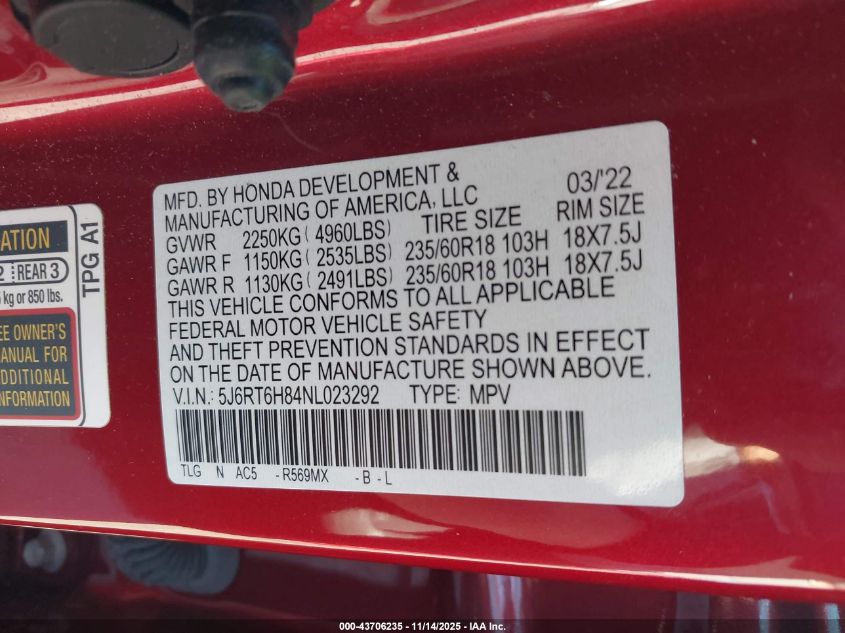 MFD. BY HONDA DEVELOPMENT & 03/'22
MANUFACTURING OF AMERICA, LLC TIRE SIZE RIM SIZE
GVWR 2250KG ( 4960LBS)
GAWR F 1150KG ( 2535LBS) 235/60R18 103H 18X7.5J
GAWR R 1130KG ( 2491LBS) 235/60R18 103H 18X7.5J
THIS VEHICLE CONFORMS TO ALL APPLICABLE
FEDERAL MOTOR VEHICLE SAFETY
AND THEFT PREVENTION STANDARDS IN EFFECT
ON THE DATE OF MANUFACTURE SHOWN ABOVE.
V.I.N.: 5J6RT6H84NL023292 TYPE: MPV
TLG N AC5 -R569MX -B -L
ATION
2 REAR 3
kg or 850 lbs.
TPG A1
EE OWNER'S
ANUAL FOR
DDITIONAL
NFORMATION
000-43706235 - 11/14/2025 - IAA Inc.